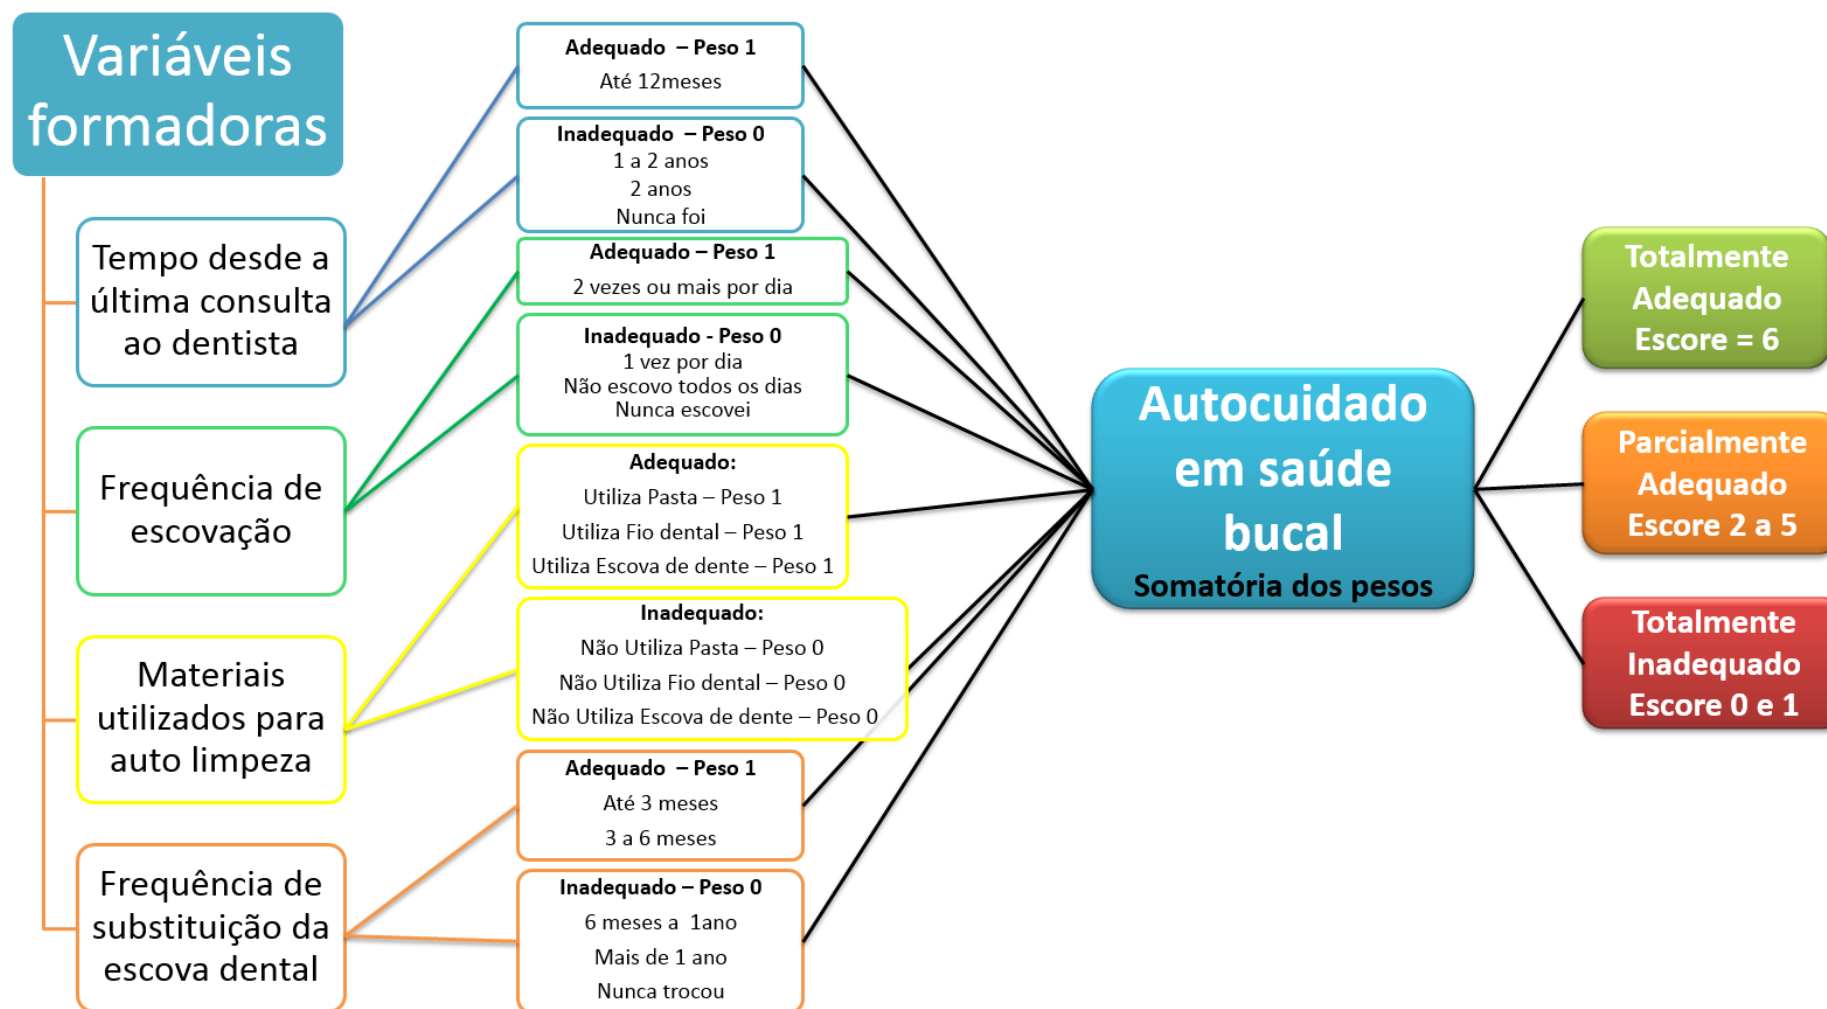 Variáveis
formadoras
Tempo desde a
última consulta
ao dentista
Frequência de
escovação
Materiais
utilizados para
auto limpeza
Frequência de
substituição da
escova dental
Adequado – Peso 1
Até 12meses
Inadequado – Peso 0
1 a 2 anos
2 anos
Nunca foi
Adequado – Peso 1
2 vezes ou mais por dia
Inadequado - Peso 0
1 vez por dia
Não escovo todos os dias
Nunca escovei
Adequado:
Utiliza Pasta – Peso 1
Utiliza Fio dental – Peso 1
Utiliza Escova de dente – Peso 1
Inadequado:
Não Utiliza Pasta – Peso 0
Não Utiliza Fio dental – Peso 0
Não Utiliza Escova de dente – Peso 0
Adequado – Peso 1
Até 3 meses
3 a 6 meses
Inadequado – Peso 0
6 meses a 1ano
Mais de 1 ano
Nunca trocou
Autocuidado
em saúde
bucal
Somatória dos pesos
Totalmente
Adequado
Escore = 6
Parcialmente
Adequado
Escore 2 a 5
Totalmente
Inadequado
Escore 0 e 1